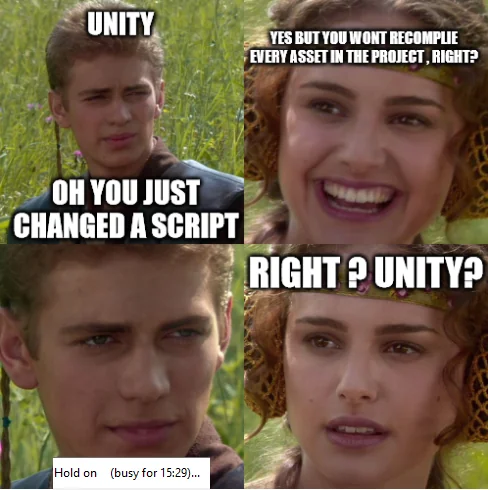 UNITY
OH YOU JUST
CHANGED A SCRIPT
YES BUT YOU WONT RECOMPLIE
EVERY ASSET IN THE PROJECT , RIGHT?
Hold on (busy for 15:29)...
RIGHT ? UNITY?